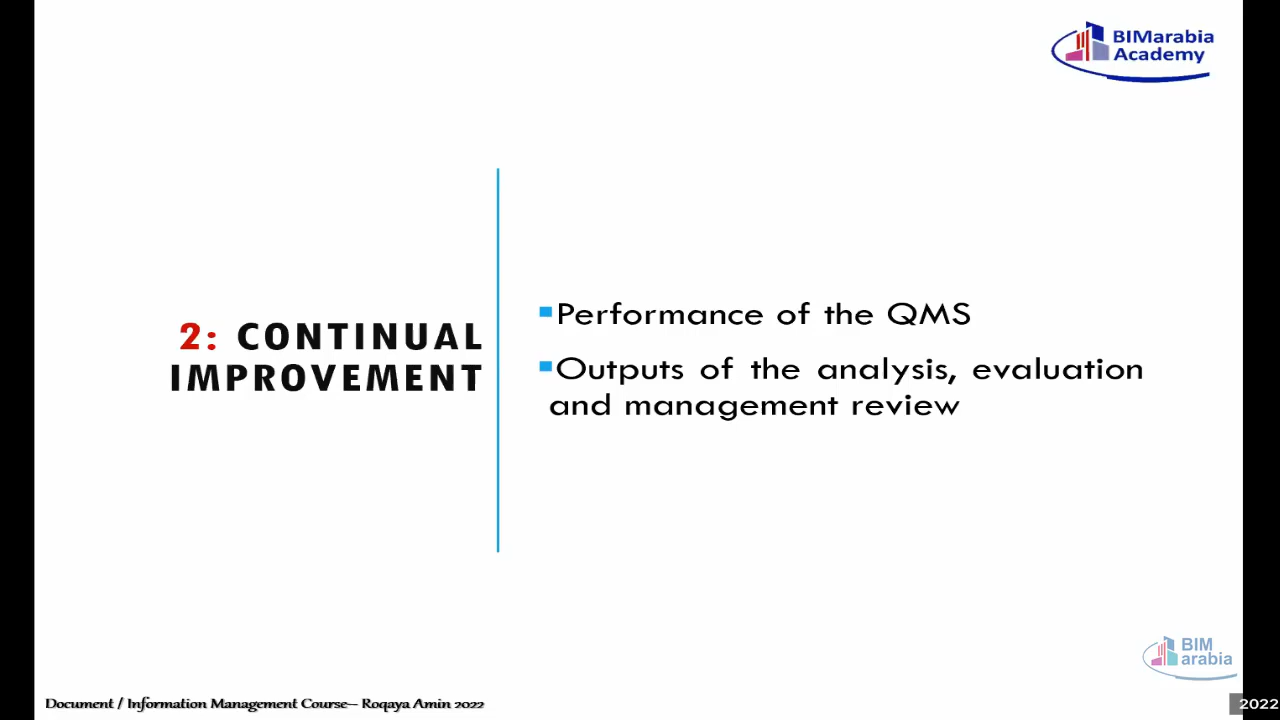 BIMarabia
Academy
2: CONTINUAL
IMPROVEMENT
Performance of the QMS
Outputs of the analysis, evaluation
and management review
BIM
arabia
Document / Information Management Course– Roqaya Amin 2022
2022